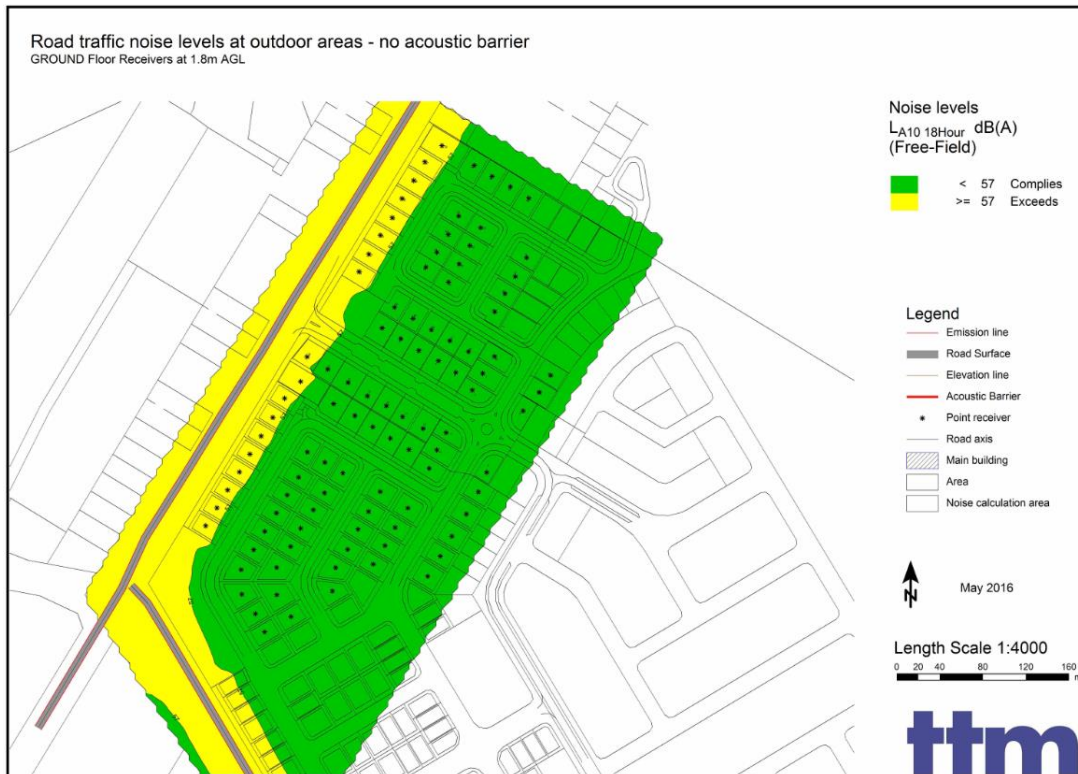 Road traffic noise levels at outdoor areas - no acoustic barrier
GROUND Floor Receivers at 1.8m AGL
Noise levels
LA10 18Hour dB(A)
(Free-Field)
< 57 Complies
>= 57 Exceeds
Legend
Emission line
Road Surface
Elevation line
Acoustic Barrier
Point receiver
Road axis
Main building
Area
Noise calculation area
N
May 2016
Length Scale 1:4000
0 20 40 80 120 160
m
ttm